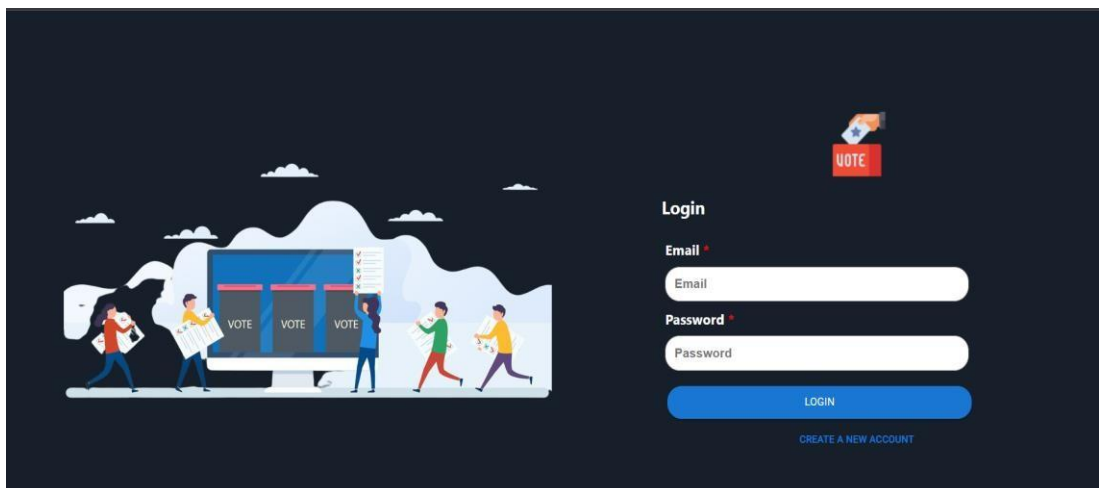 VOTE
Login
Email *
Email
Password *
Password
LOGIN
CREATE A NEW ACCOUNT
VOTE VOTE VOTE